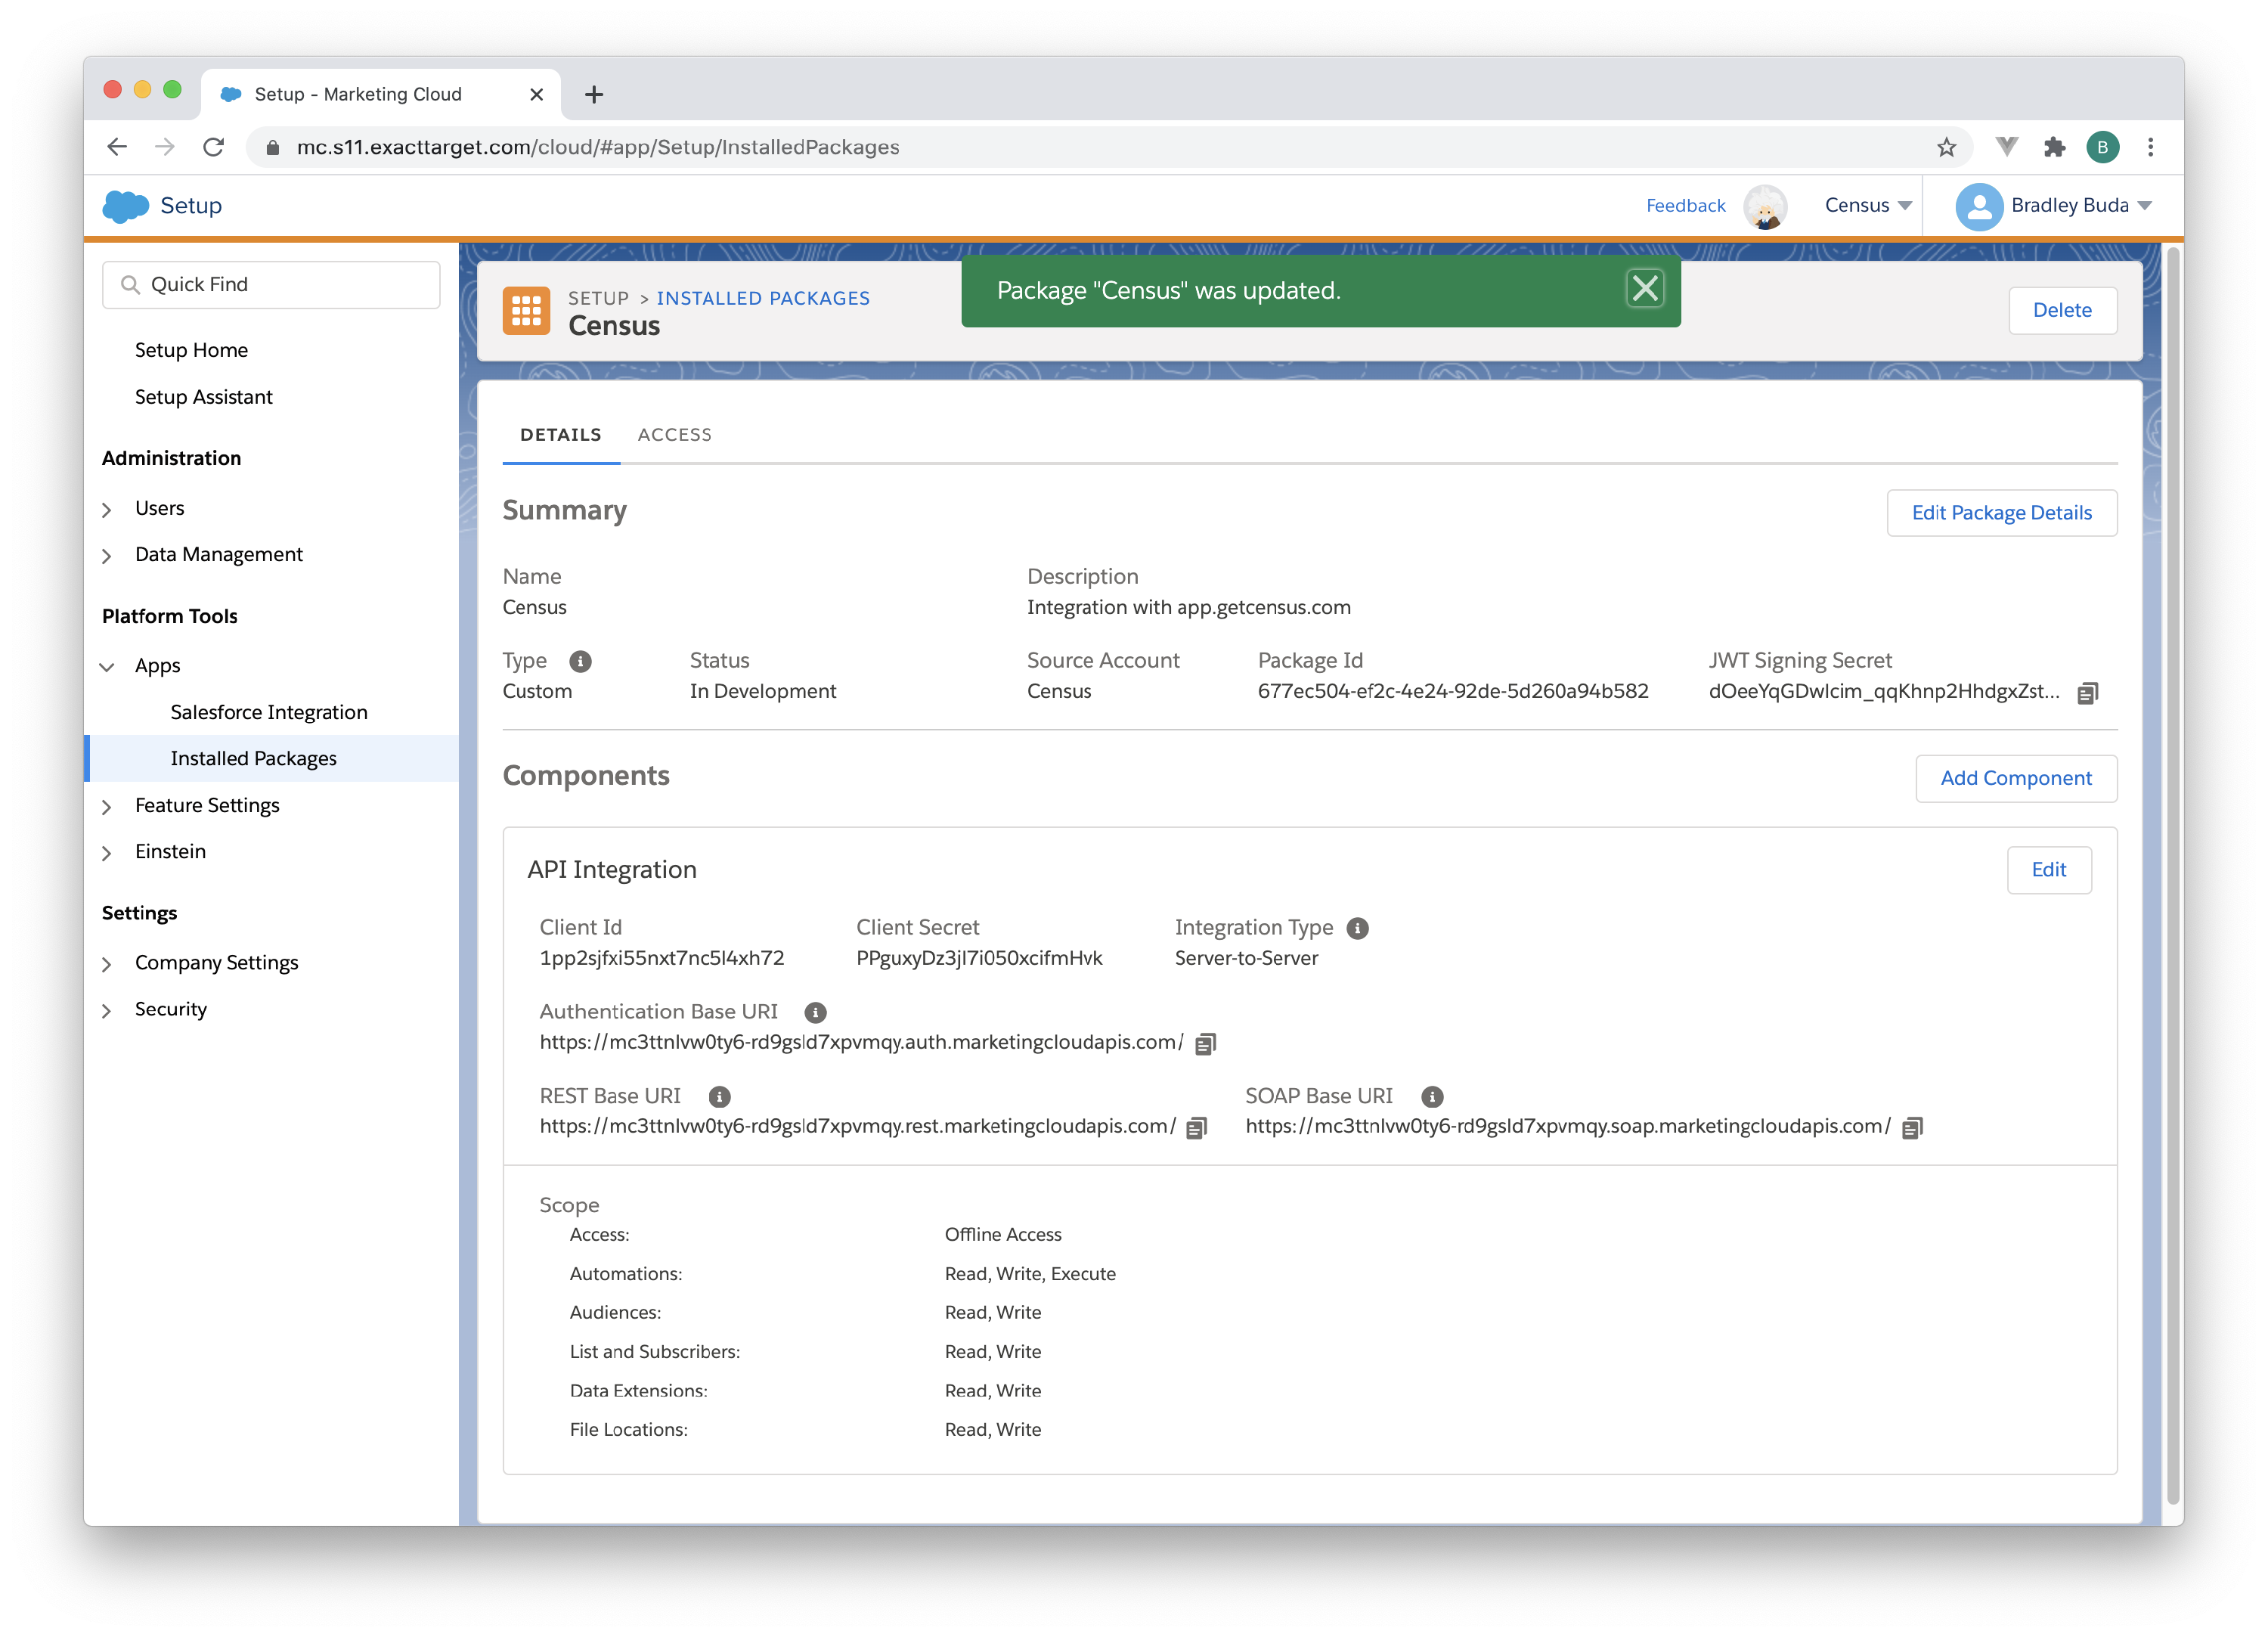 Setup - Marketing Cloud
mc.s11.exacttarget.com/cloud/#app/Setup/InstalledPackages
B
Setup
Feedback
Census
Bradley Buda
Quick Find
Setup Home
Setup Assistant
Administration
Users
Data Management
Platform Tools
Apps
Salesforce Integration
Installed Packages
Feature Settings
Einstein
Settings
Company Settings
Security
SETUP > INSTALLED PACKAGES
Census
Package "Census" was updated.
Delete
DETAILS ACCESS
Summary
Edit Package Details
Name Description
Census Integration with app.getcensus.com
Type Status Source Account Package Id JWT Signing Secret
Custom In Development Census 677ec504-ef2c-4e24-92de-5d260a94b582 dOeeYqGDwIcim_qqKhnp2HhdgxZst...
Components
Add Component
API Integration
Edit
Client Id Client Secret Integration Type
1pp2sjfxi55nxt7nc5l4xh72 PPguxyDz3jl7i050xcifmHvk Server-to-Server
Authentication Base URI
https://mc3ttnlvw0ty6-rd9gsld7xpvmqy.auth.marketingcloudapis.com/
REST Base URI SOAP Base URI
https://mc3ttnlvw0ty6-rd9gsld7xpvmqy.rest.marketingcloudapis.com/ https://mc3ttnlvw0ty6-rd9gsld7xpvmqy.soap.marketingcloudapis.com/
Scope
Access: Offline Access
Automations: Read, Write, Execute
Audiences: Read, Write
List and Subscribers: Read, Write
Data Extensions: Read, Write
File Locations: Read, Write